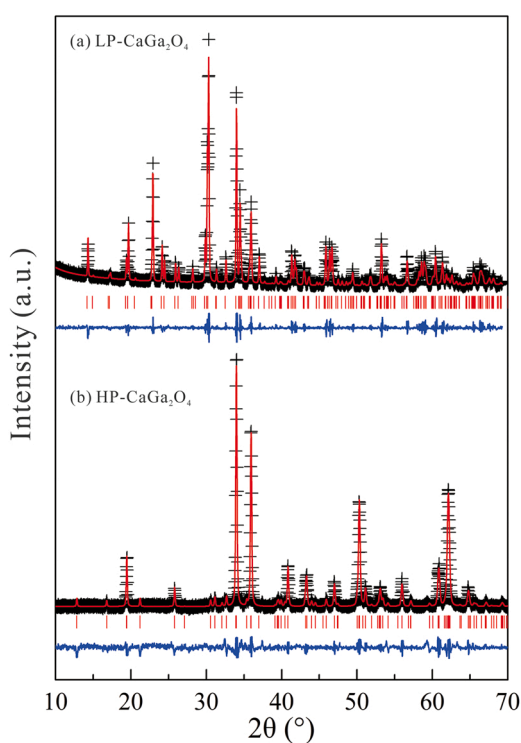 (a) LP-CaGa₂O₄
(b) HP-CaGa₂O₄
Intensity (a.u.)
10 20 30 40 50 60 70
2θ (°)